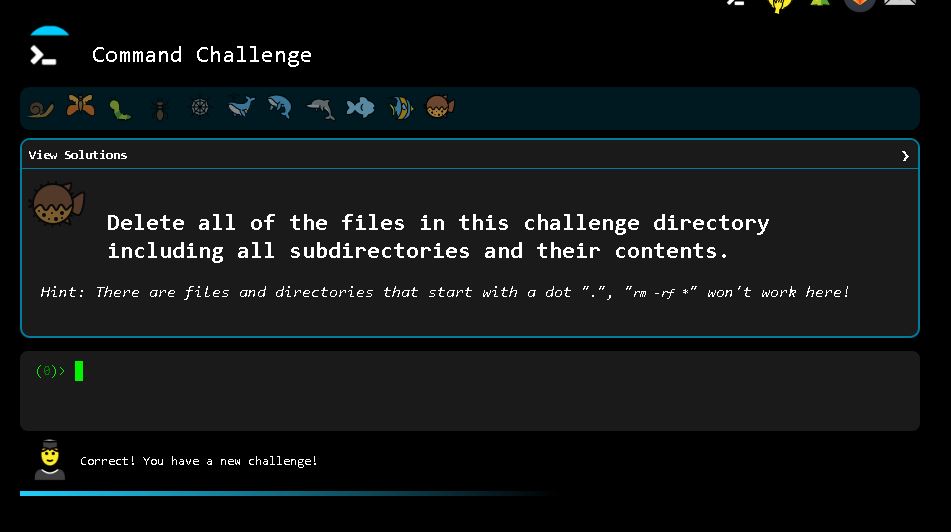 Command Challenge
View Solutions
Delete all of the files in this challenge directory
including all subdirectories and their contents.
Hint: There are files and directories that start with a dot ".", "rm -rf *" won't work here!
(0)>
Correct! You have a new challenge!